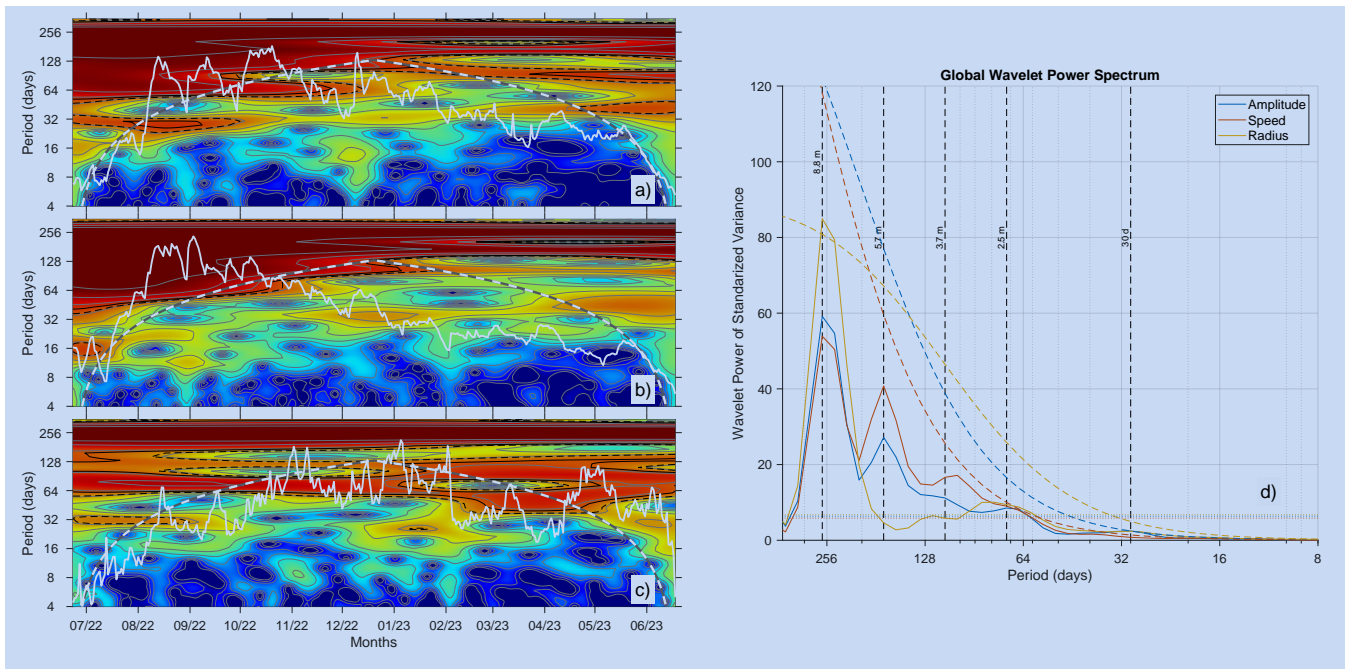 256
128
64
32
16
8
4
Period (days)
a)
256
128
64
32
16
8
4
Period (days)
b)
256
128
64
32
16
8
4
Period (days)
c)
07/22 08/22 09/22 10/22 11/22 12/22 01/23 02/23 03/23 04/23 05/23 06/23
Months
Global Wavelet Power Spectrum
Amplitude
Speed
Radius
120
100
80
60
40
20
0
Wavelet Power of Standarized Variance
8.8 m
5.7 m
3.7 m
2.5 m
30 d
d)
256 128 64 32 16 8
Period (days)